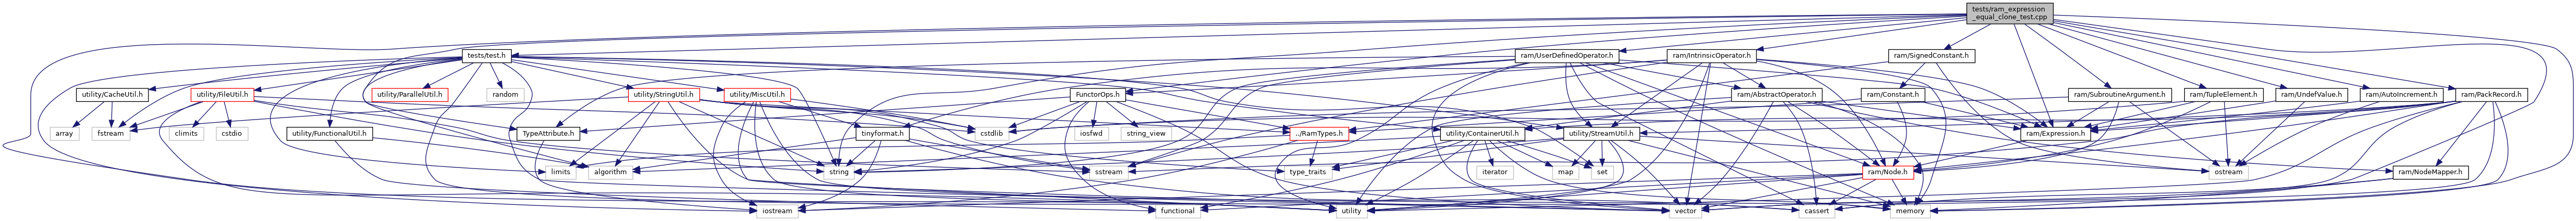 tests/ram_expression
_equal_clone_test.cpp
tests/test.h
ram/UserDefinedOperator.h
ram/IntrinsicOperator.h
ram/SignedConstant.h
utility/CacheUtil.h
utility/FileUtil.h
utility/ParallelUtil.h
random
utility/StringUtil.h
utility/MiscUtil.h
FunctorOps.h
ram/AbstractOperator.h
ram/Constant.h
ram/SubroutineArgument.h
ram/TupleElement.h
ram/UndefValue.h
ram/AutoIncrement.h
ram/PackRecord.h
array
fstream
climits
cstdio
utility/FunctionalUtil.h
TypeAttribute.h
tinyformat.h
cstdlib
iosfwd
string_view
../RamTypes.h
utility/ContainerUtil.h
utility/StreamUtil.h
ram/Expression.h
limits
algorithm
string
sstream
type_traits
iterator
map
set
ram/Node.h
ostream
ram/NodeMapper.h
iostream
functional
utility
vector
cassert
memory